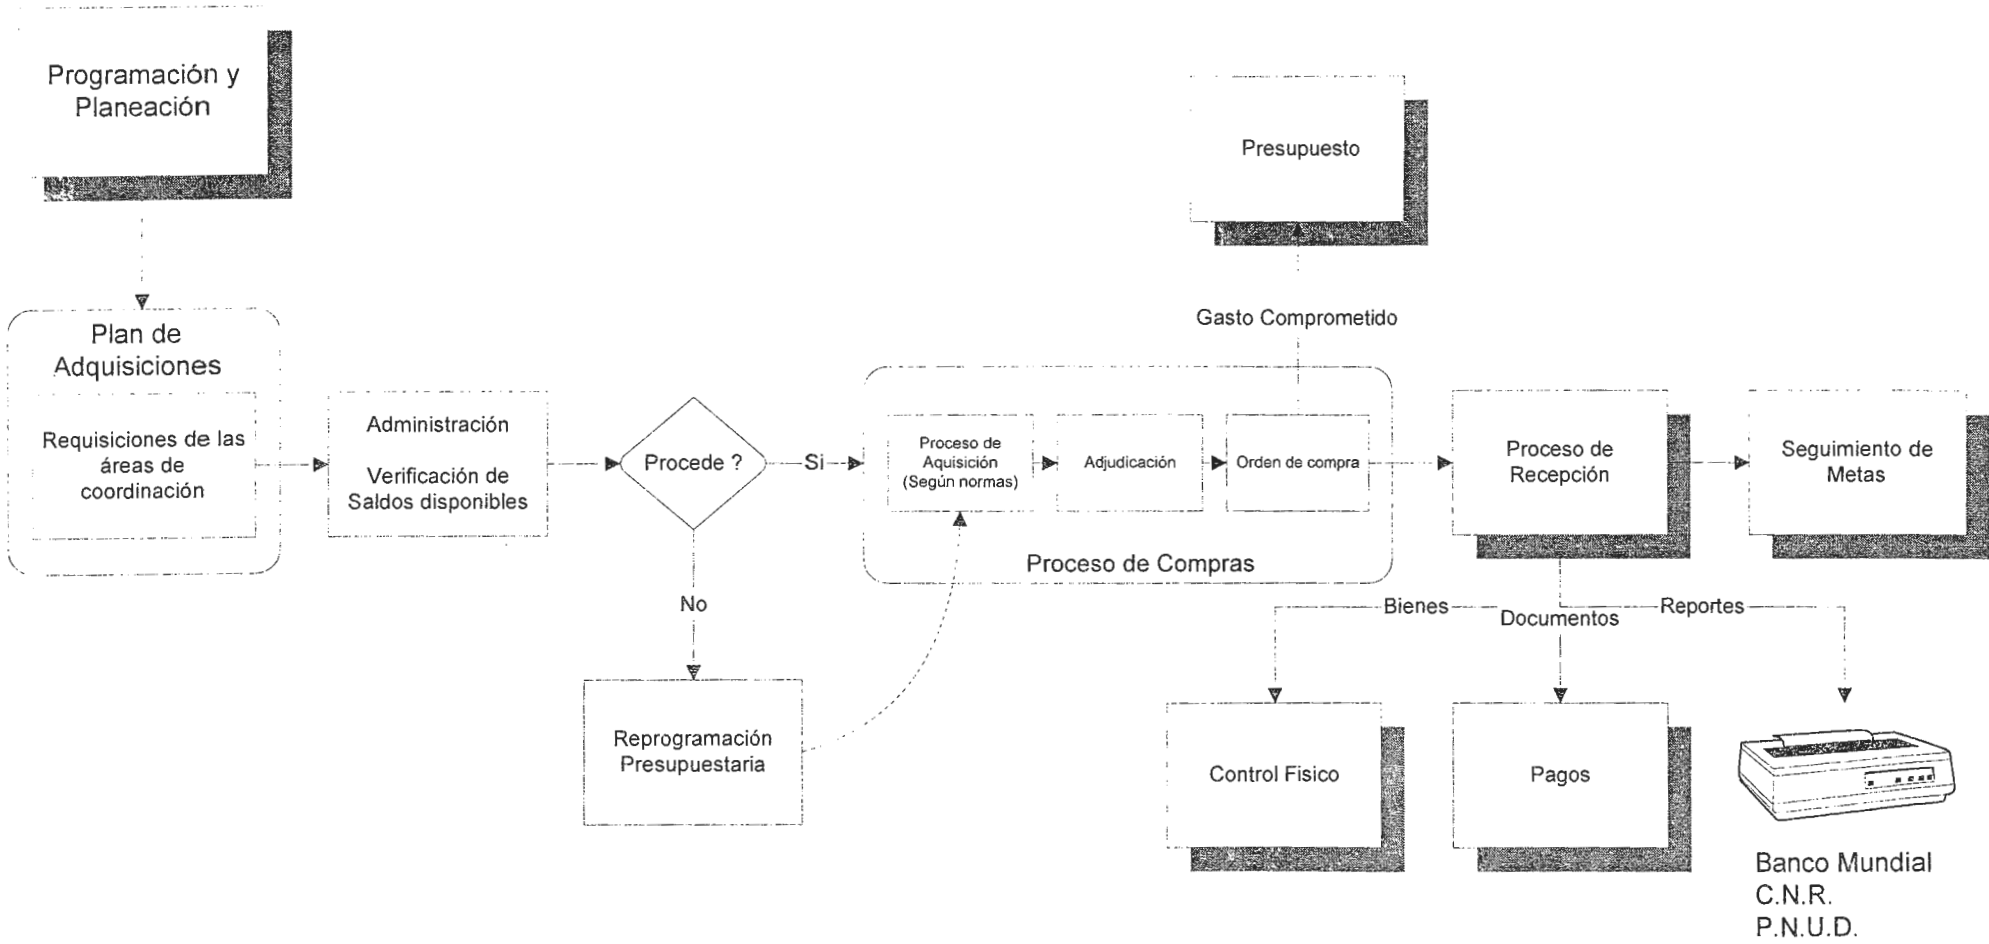 Programación y
Planeación
Presupuesto
Gasto Comprometido
Plan de
Adquisiciones
Requisiciones de las
áreas de
coordinación
Administración
Verificación de
Saldos disponibles
Procede ?
Si
No
Reprogramación
Presupuestaria
Proceso de
Aquisición
(Según normas)
Adjudicación
Orden de compra
Proceso de Compras
Proceso de
Recepción
Seguimiento de
Metas
Bienes
Documentos
Reportes
Control Fisico
Pagos
Banco Mundial
C.N.R.
P.N.U.D.